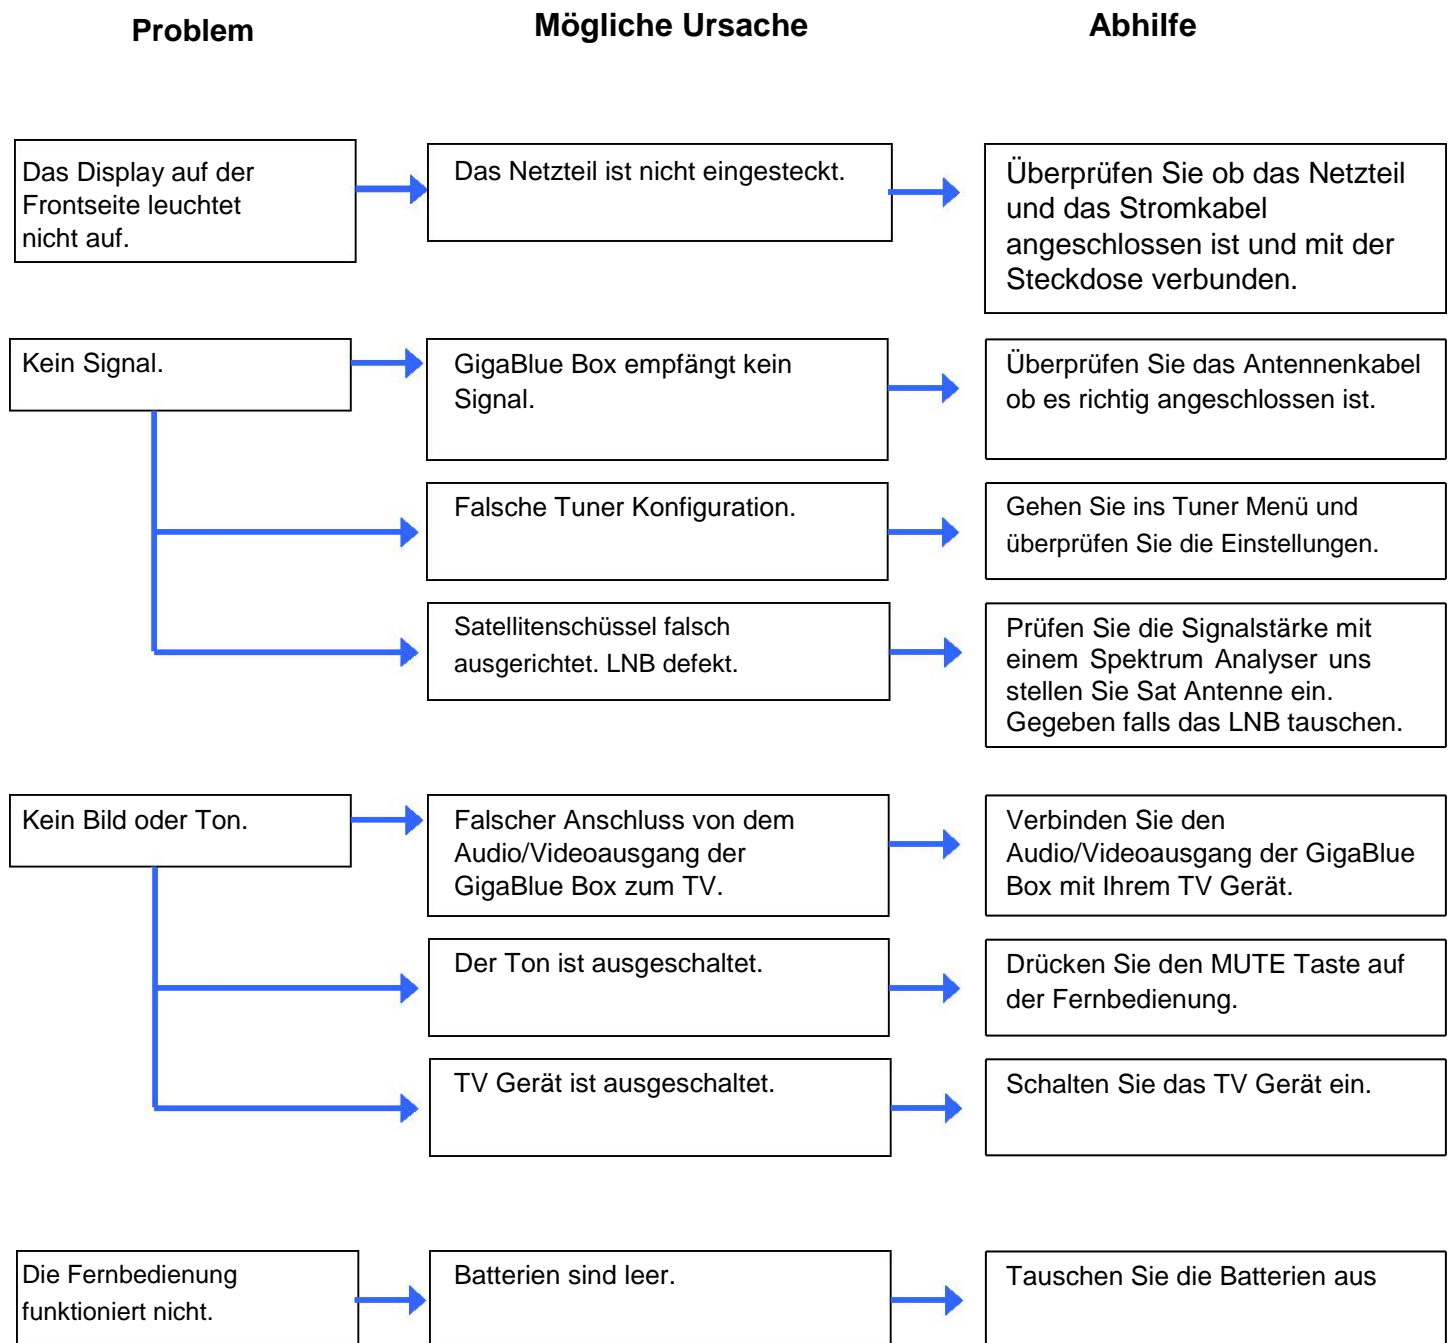 Problem
Mögliche Ursache
Abhilfe
Das Display auf der
Frontseite leuchtet
nicht auf.
Das Netzteil ist nicht eingesteckt.
Überprüfen Sie ob das Netzteil
und das Stromkabel
angeschlossen ist und mit der
Steckdose verbunden.
Kein Signal.
GigaBlue Box empfängt kein
Signal.
Überprüfen Sie das Antennenkabel
ob es richtig angeschlossen ist.
Falsche Tuner Konfiguration.
Gehen Sie ins Tuner Menü und
überprüfen Sie die Einstellungen.
Satellitenschüssel falsch
ausgerichtet. LNB defekt.
Prüfen Sie die Signalstärke mit
einem Spektrum Analyser uns
stellen Sie Sat Antenne ein.
Gegeben falls das LNB tauschen.
Kein Bild oder Ton.
Falscher Anschluss von dem
Audio/Videoausgang der
GigaBlue Box zum TV.
Verbinden Sie den
Audio/Videoausgang der GigaBlue
Box mit Ihrem TV Gerät.
Der Ton ist ausgeschaltet.
Drücken Sie den MUTE Taste auf
der Fernbedienung.
TV Gerät ist ausgeschaltet.
Schalten Sie das TV Gerät ein.
Die Fernbedienung
funktioniert nicht.
Batterien sind leer.
Tauschen Sie die Batterien aus